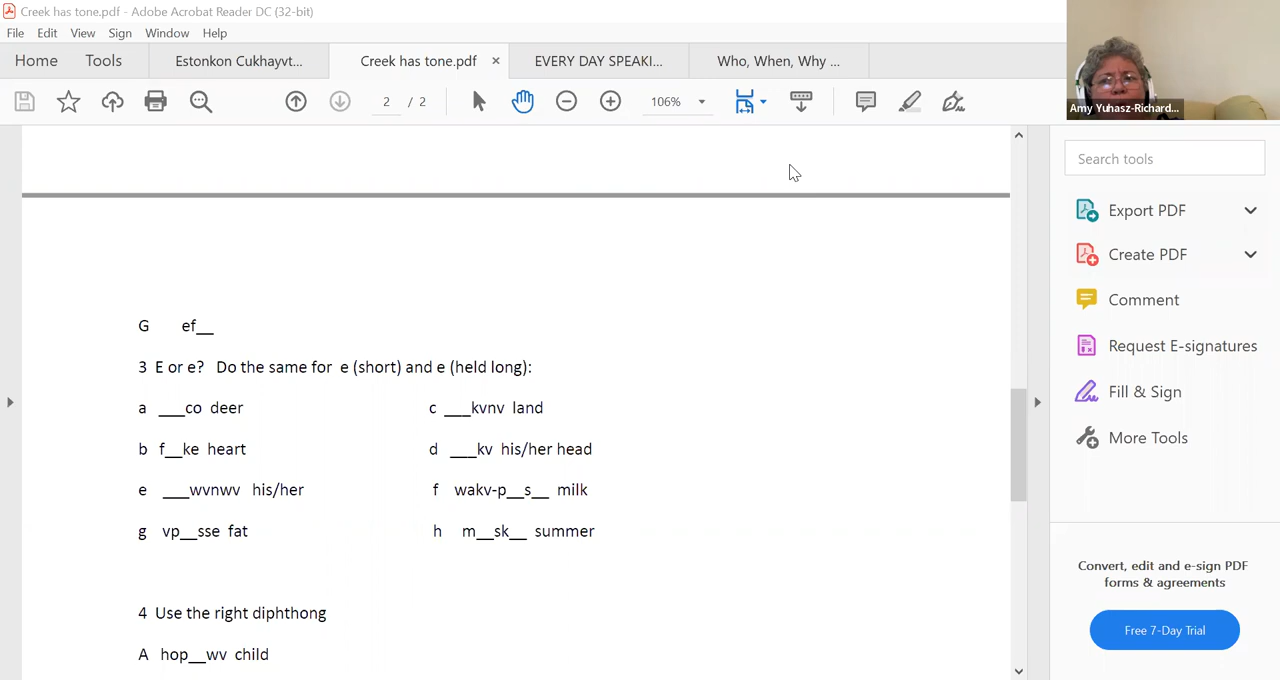 Creek has tone.pdf - Adobe Acrobat Reader DC (32-bit)
File Edit View Sign Window Help
Home Tools Estonkon Cukhayvt... Creek has tone.pdf × EVERY DAY SPEAKI... Who, When, Why ...
2 / 2 106%
Amy Yuhasz-Richard...
Search tools
Export PDF
Create PDF
Comment
Request E-signatures
Fill & Sign
More Tools
Convert, edit and e-sign PDF
forms & agreements
Free 7-Day Trial
G ef__
3 E or e? Do the same for e (short) and e (held long):
a ___co deer c ___kvnv land
b f__ke heart d ___kv his/her head
e ___wvnwv his/her f wakv-p__s__ milk
g vp__sse fat h m__sk__ summer
4 Use the right diphthong
A hop__wv child